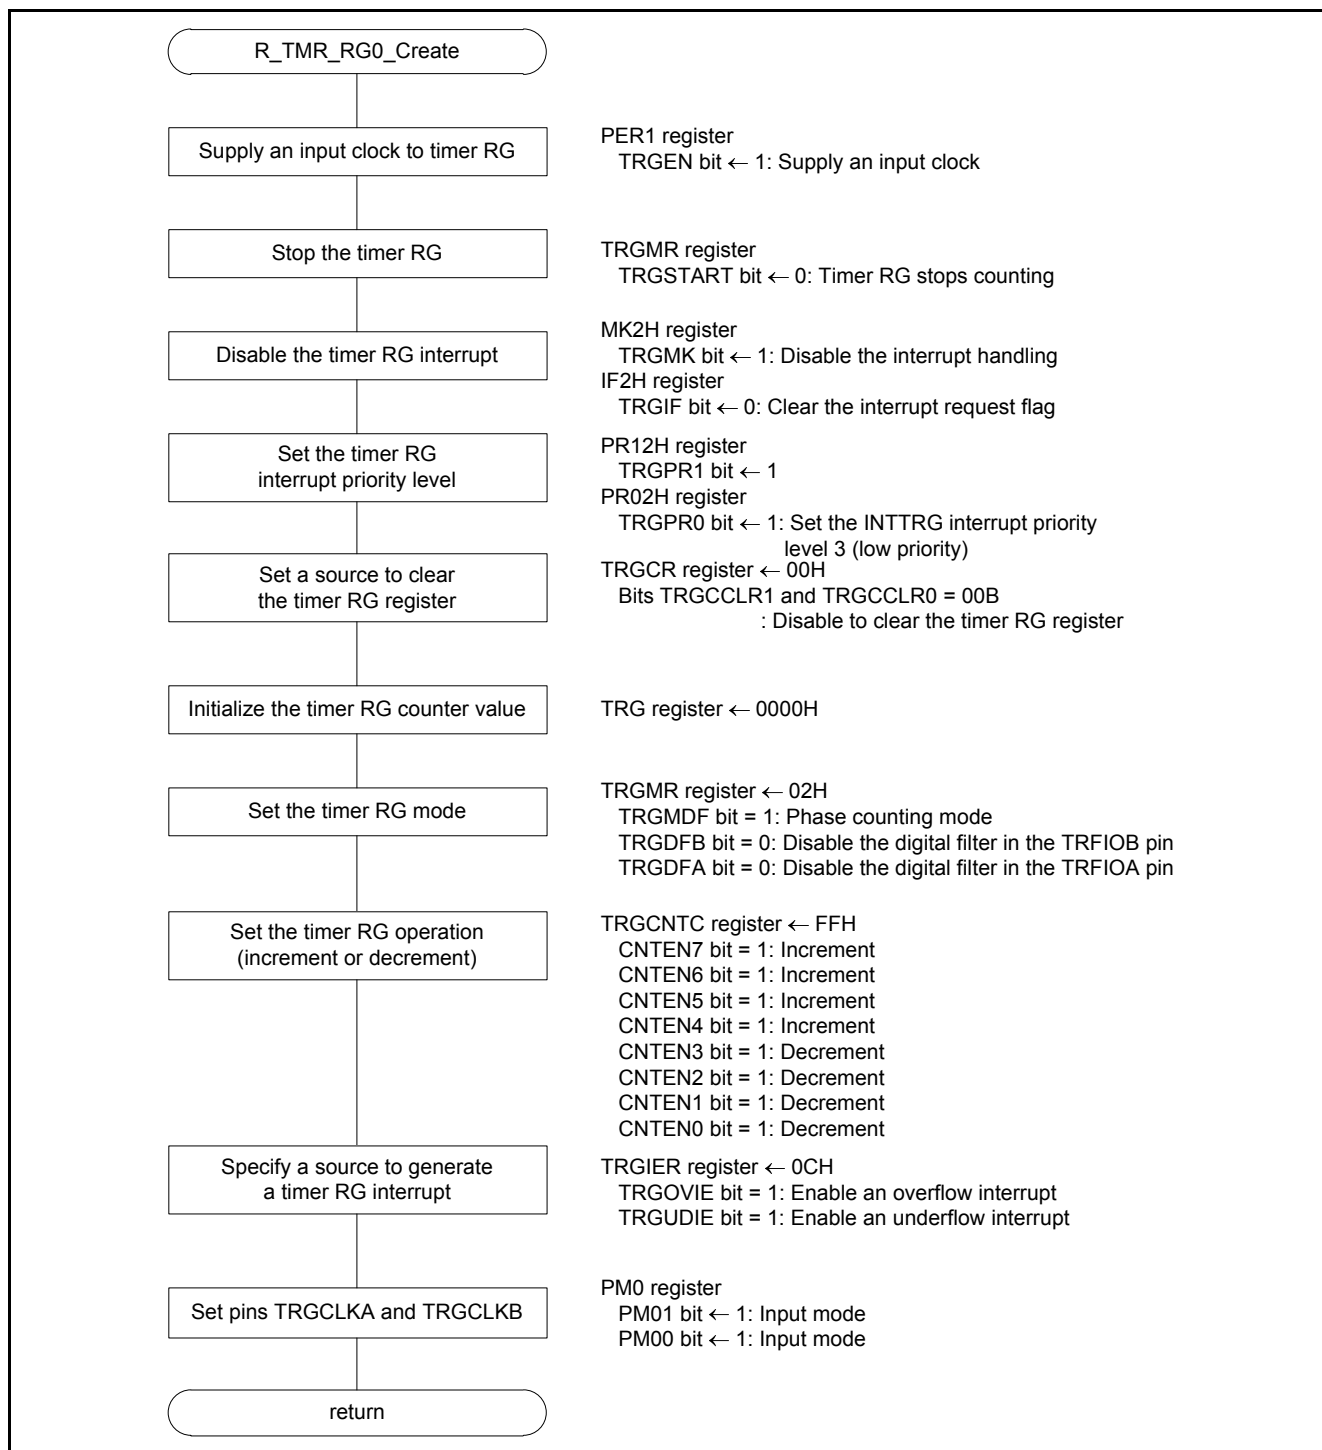 R_TMR_RG0_Create
Supply an input clock to timer RG
PER1 register
TRGEN bit ← 1: Supply an input clock
Stop the timer RG
TRGMR register
TRGSTART bit ← 0: Timer RG stops counting
Disable the timer RG interrupt
MK2H register
TRGMK bit ← 1: Disable the interrupt handling
IF2H register
TRGIF bit ← 0: Clear the interrupt request flag
Set the timer RG
interrupt priority level
PR12H register
TRGPR1 bit ← 1
PR02H register
TRGPR0 bit ← 1: Set the INTTRG interrupt priority
level 3 (low priority)
Set a source to clear
the timer RG register
TRGCR register ← 00H
Bits TRGCCLR1 and TRGCCLR0 = 00B
: Disable to clear the timer RG register
Initialize the timer RG counter value
TRG register ← 0000H
Set the timer RG mode
TRGMR register ← 02H
TRGMDF bit = 1: Phase counting mode
TRGDFB bit = 0: Disable the digital filter in the TRFIOB pin
TRGDFA bit = 0: Disable the digital filter in the TRFIOA pin
Set the timer RG operation
(increment or decrement)
TRGCNTC register ← FFH
CNTEN7 bit = 1: Increment
CNTEN6 bit = 1: Increment
CNTEN5 bit = 1: Increment
CNTEN4 bit = 1: Increment
CNTEN3 bit = 1: Decrement
CNTEN2 bit = 1: Decrement
CNTEN1 bit = 1: Decrement
CNTEN0 bit = 1: Decrement
Specify a source to generate
a timer RG interrupt
TRGIER register ← 0CH
TRGOVIE bit = 1: Enable an overflow interrupt
TRGUDIE bit = 1: Enable an underflow interrupt
Set pins TRGCLKA and TRGCLKB
PM0 register
PM01 bit ← 1: Input mode
PM00 bit ← 1: Input mode
return